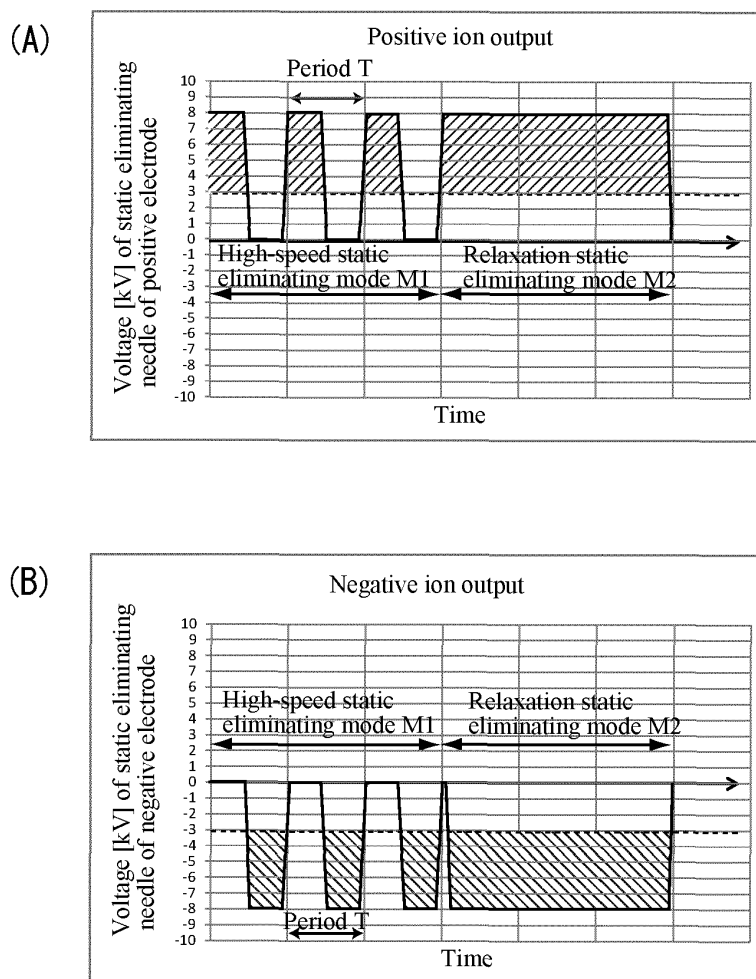 (A)
Positive ion output
Period T
Voltage [kV] of static eliminating
needle of positive electrode
10
9
8
7
6
5
4
3
2
1
0
-1
-2
-3
-4
-5
-6
-7
-8
-9
-10
High-speed static
eliminating mode M1
Relaxation static
eliminating mode M2
Time
(B)
Negative ion output
Voltage [kV] of static eliminating
needle of negative electrode
10
9
8
7
6
5
4
3
2
1
0
-1
-2
-3
-4
-5
-6
-7
-8
-9
-10
High-speed static
eliminating mode M1
Relaxation static
eliminating mode M2
Period T
Time